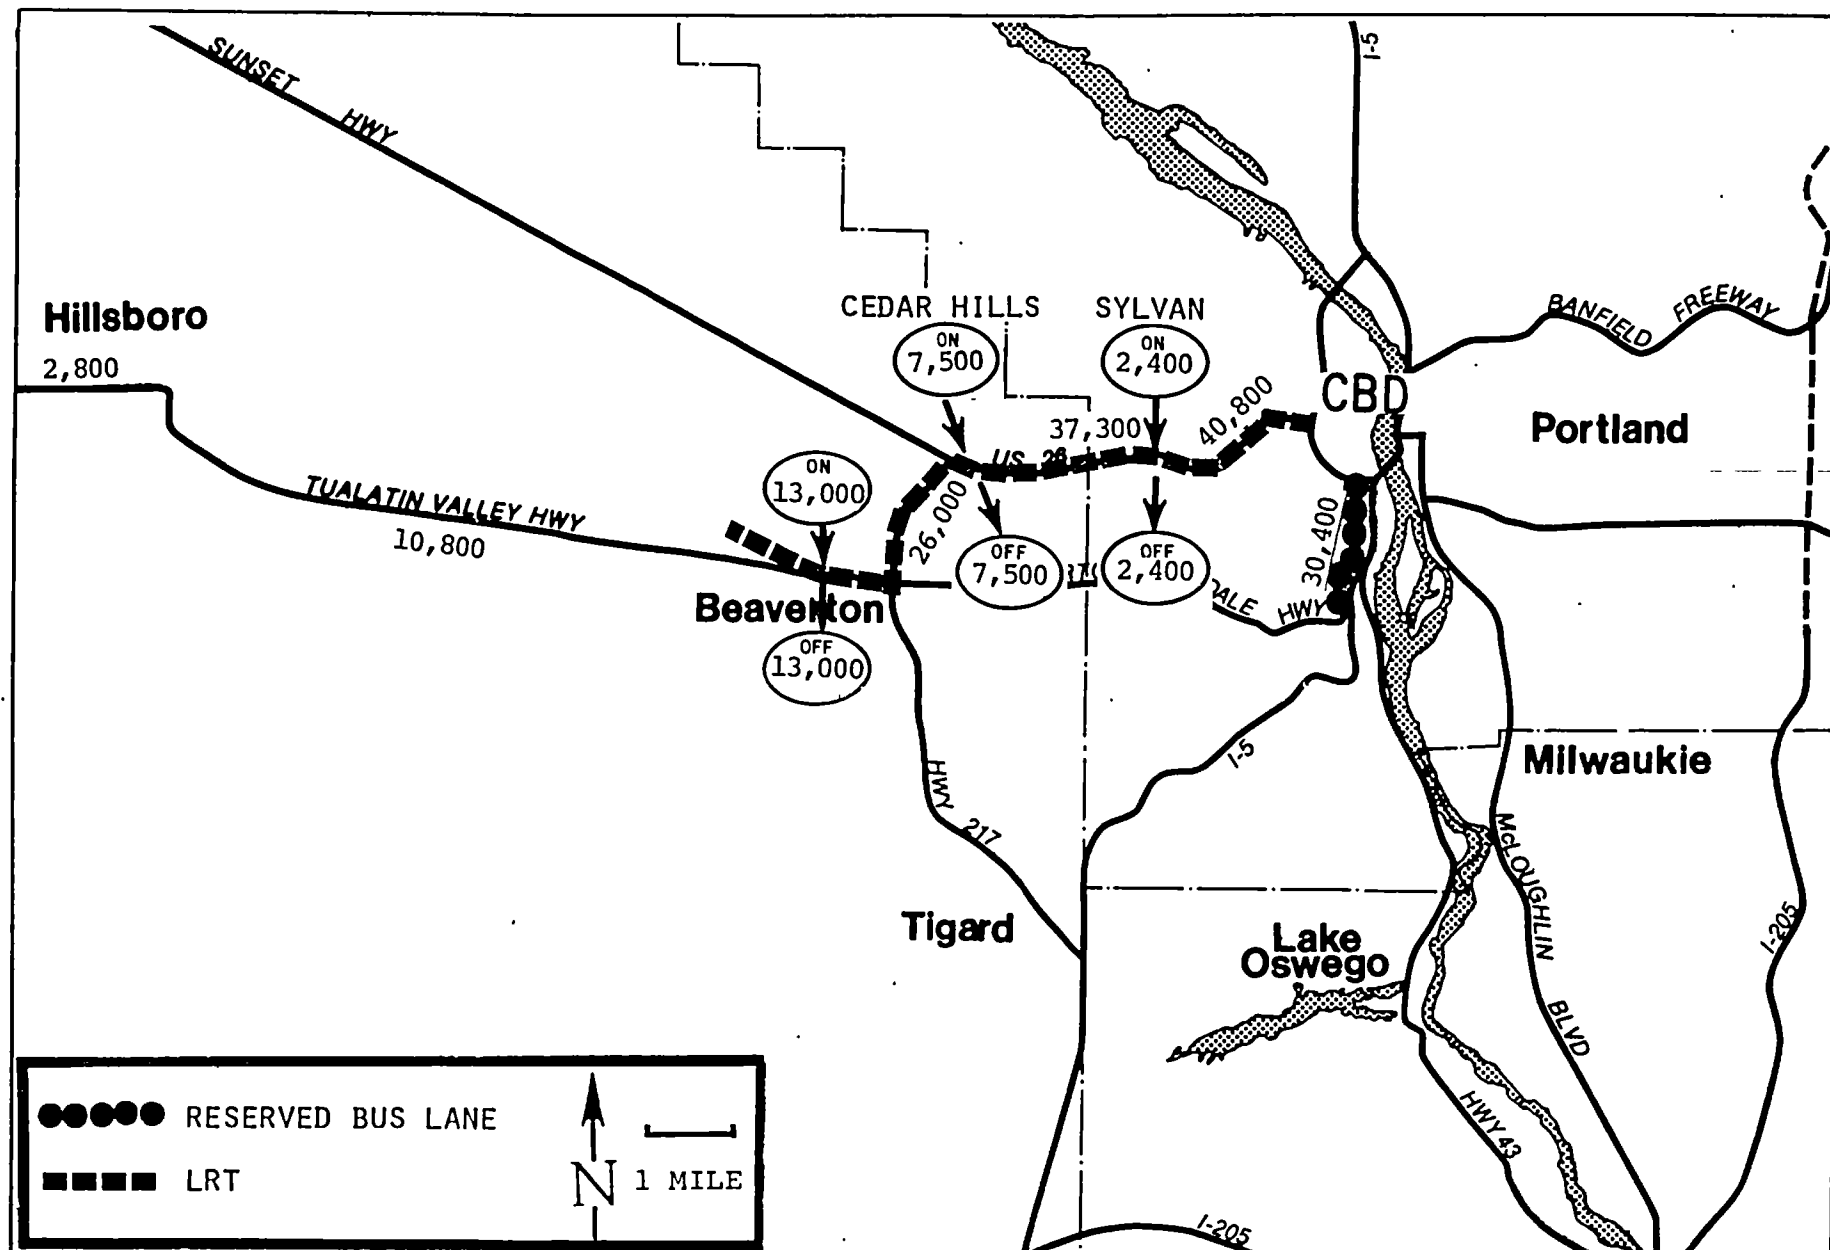 I-5
SUNSET HWY
Hillsboro
2,800
CEDAR HILLS
SYLVAN
ON
7,500
ON
2,400
BANFIELD FREEWAY
CBD
Portland
40,800
37,300
US 26
ON
13,000
TUALATIN VALLEY HWY
10,800
26,000
30,400
OFF
7,500
OFF
2,400
DALE HWY
Beaverton
OFF
13,000
I-5
Milwaukie
HWY 217
McLOUGHLIN BLVD
Tigard
Lake
Oswego
I-205
HWY 43
I-205
RESERVED BUS LANE
LRT
N
1 MILE